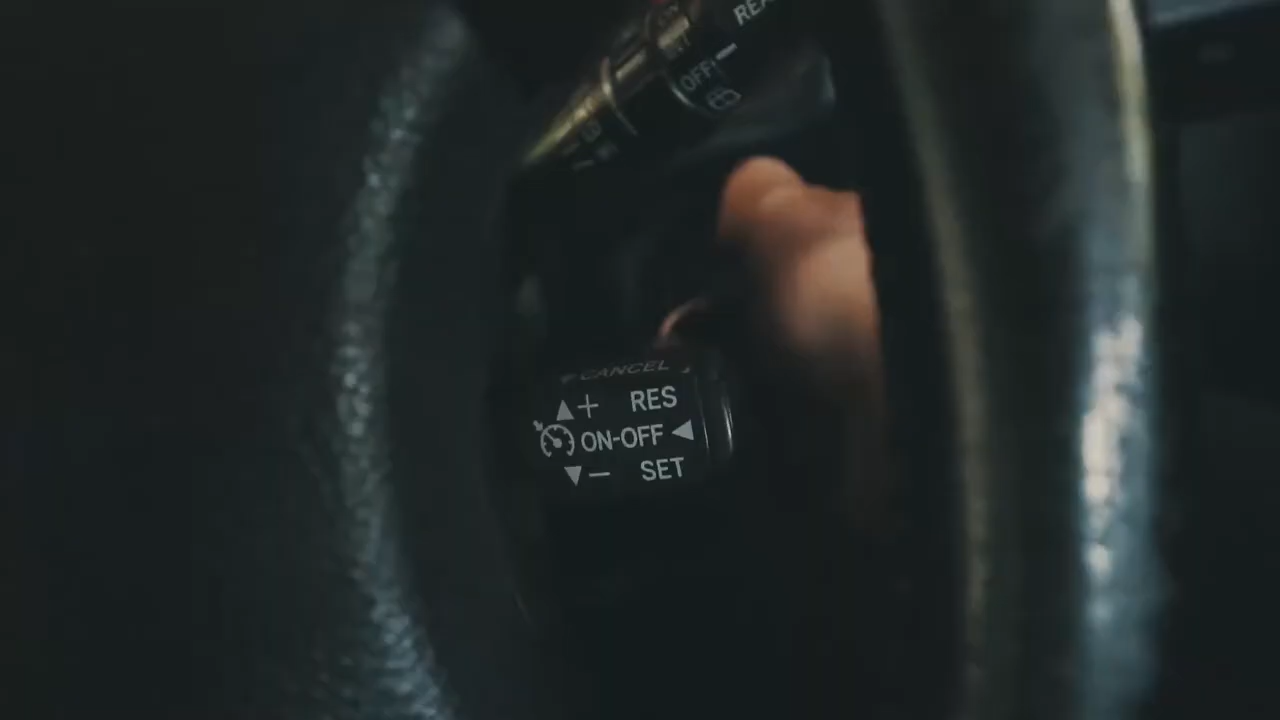 OFF
CANCEL
+ RES
ON-OFF
− SET